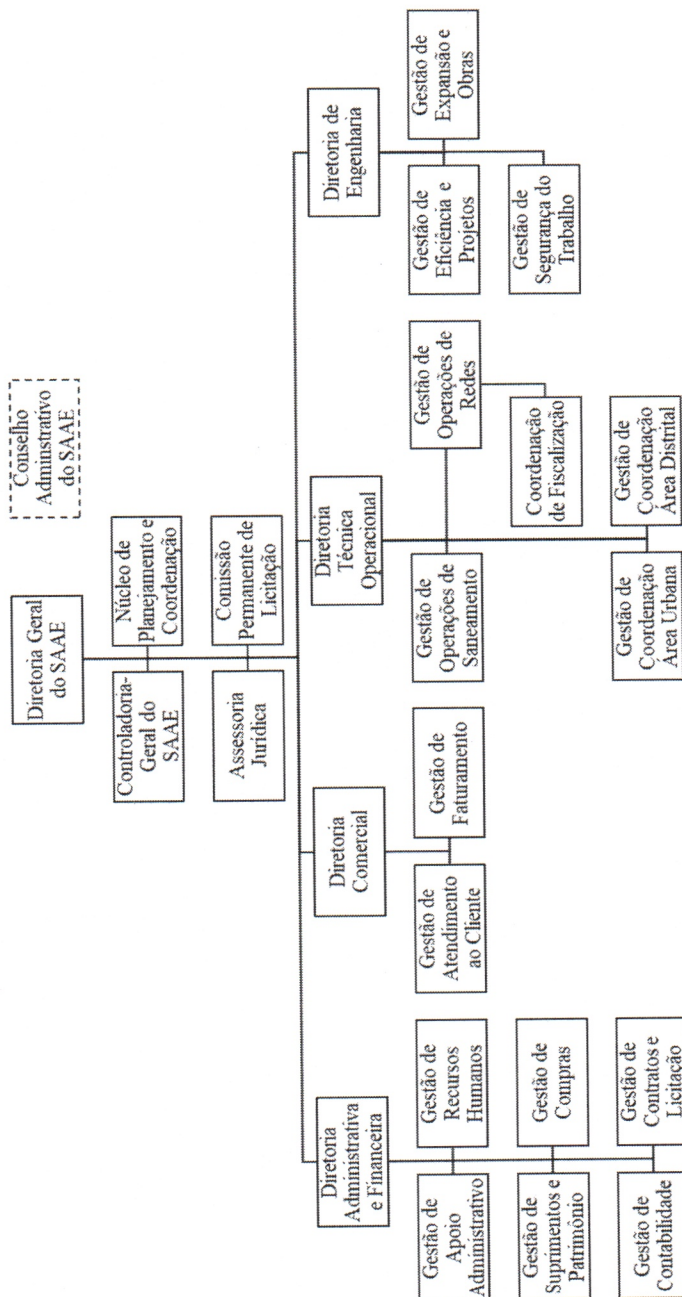 Conselho
Administrativo
do SAAE
Diretoria Geral
do SAAE
Controladoria-
Geral do
SAAE
Núcleo de
Planejamento e
Coordenação
Assessoria
Jurídica
Comissão
Permanente de
Licitação
Diretoria
Administrativa
e Financeira
Gestão de
Apoio
Administrativo
Gestão de
Recursos
Humanos
Gestão de
Suprimentos e
Patrimônio
Gestão de
Compras
Gestão de
Contabilidade
Gestão de
Contratos e
Licitação
Diretoria
Comercial
Gestão de
Atendimento
ao Cliente
Gestão de
Faturamento
Diretoria
Técnica
Operacional
Gestão de
Operações de
Saneamento
Gestão de
Operações de
Redes
Coordenação
de Fiscalização
Gestão de
Coordenação
Área Urbana
Gestão de
Coordenação
Área Distrital
Diretoria de
Engenharia
Gestão de
Eficiência e
Projetos
Gestão de
Expansão e
Obras
Gestão de
Segurança do
Trabalho